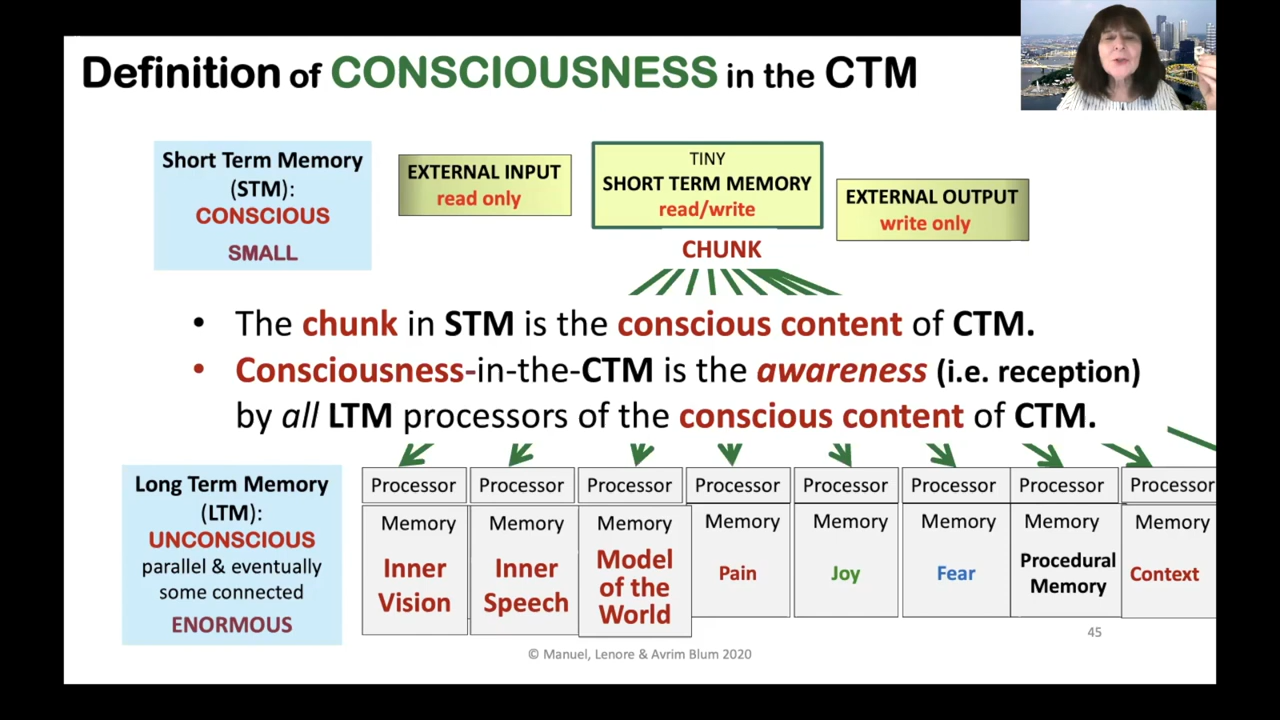 Definition of CONSCIOUSNESS in the CTM
Short Term Memory
(STM):
CONSCIOUS
SMALL
EXTERNAL INPUT
read only
TINY
SHORT TERM MEMORY
read/write
EXTERNAL OUTPUT
write only
CHUNK
• The chunk in STM is the conscious content of CTM.
• Consciousness-in-the-CTM is the awareness (i.e. reception)
by all LTM processors of the conscious content of CTM.
Long Term Memory
(LTM):
UNCONSCIOUS
parallel & eventually
some connected
ENORMOUS
Processor Processor Processor Processor Processor Processor Processor Processor
Memory Memory Memory Memory Memory Memory Memory Memory
Inner
Vision
Inner
Speech
Model
of the
World
Pain
Joy
Fear
Procedural
Memory
Context
45
© Manuel, Lenore & Avrim Blum 2020